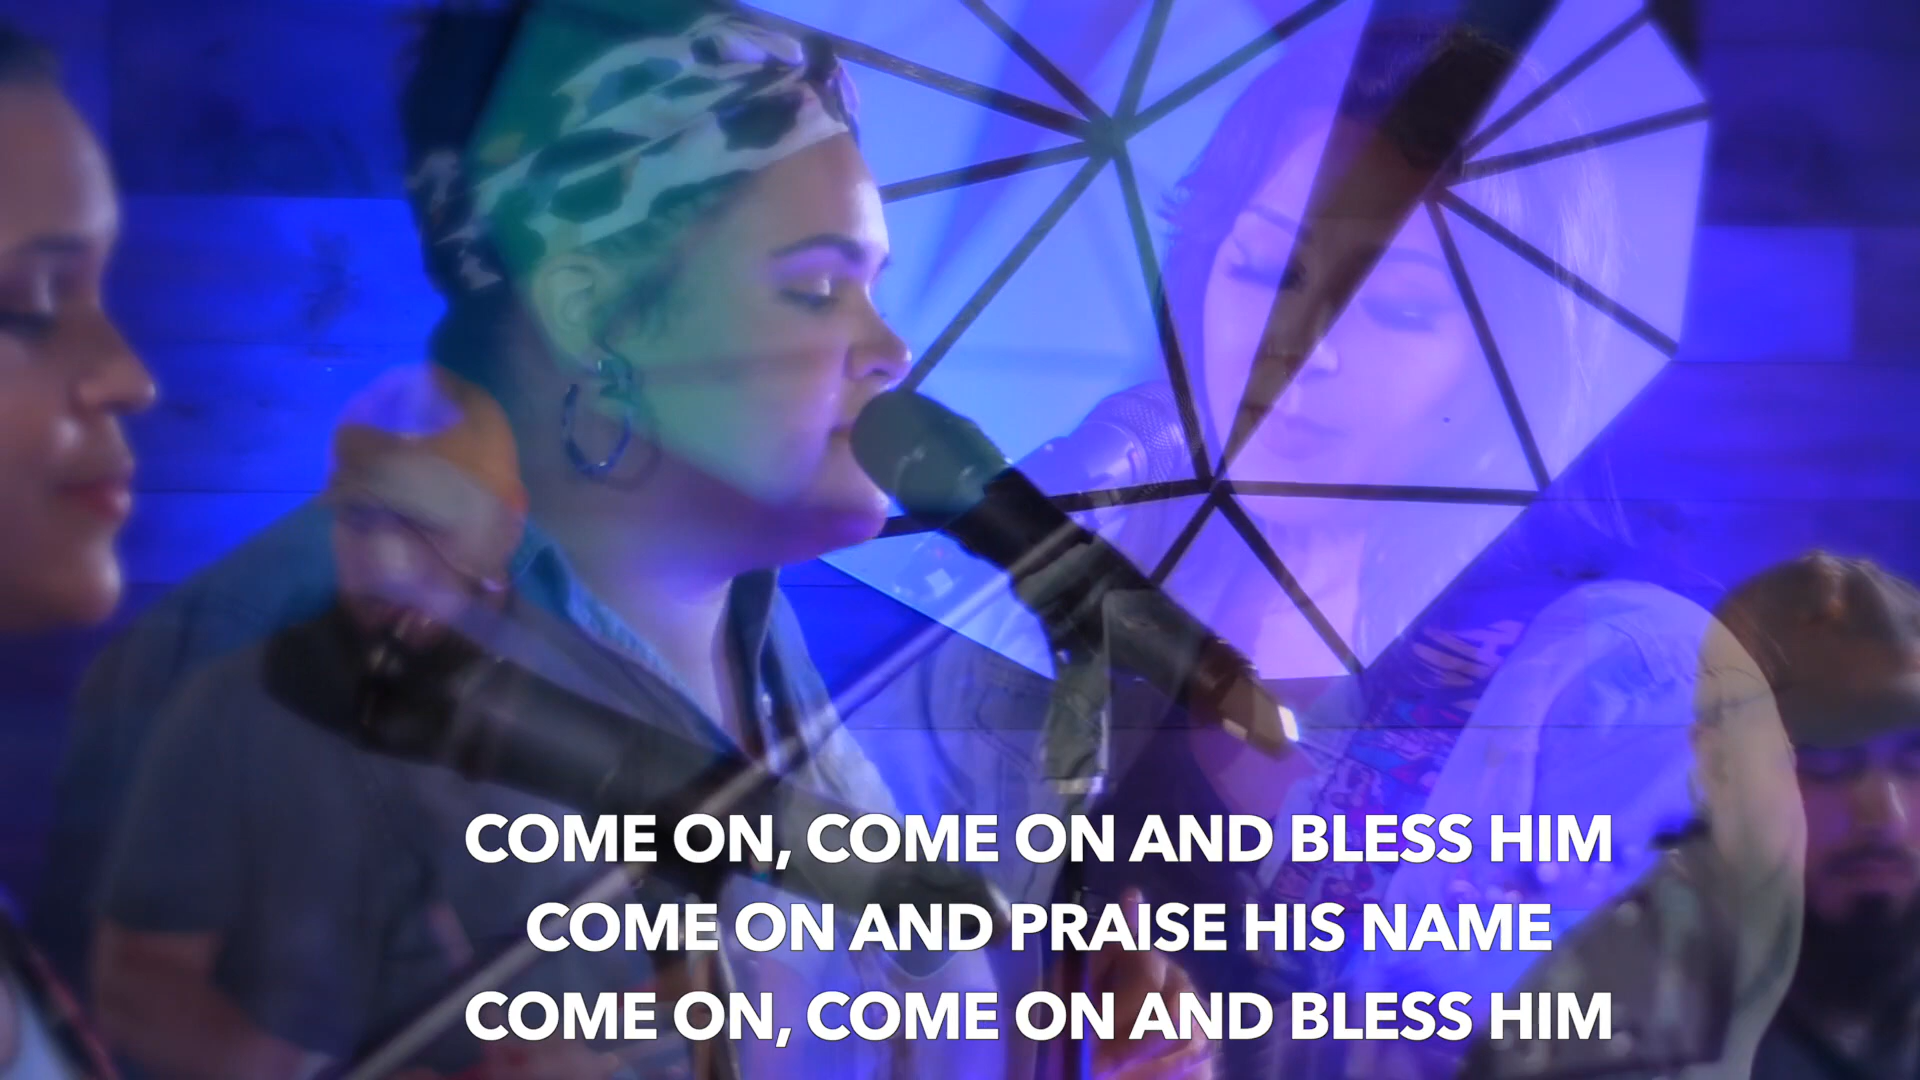 COME ON, COME ON AND BLESS HIM
COME ON AND PRAISE HIS NAME
COME ON, COME ON AND BLESS HIM